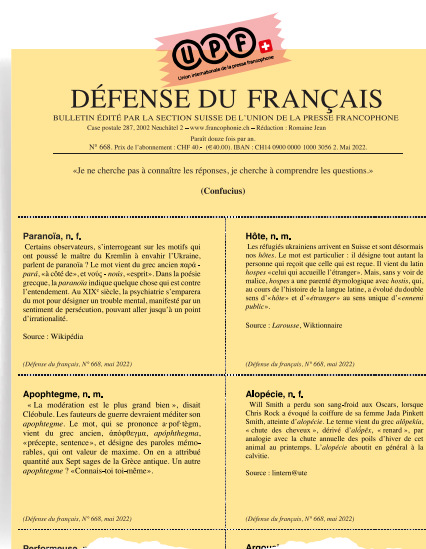 UPF
Union internationale de la presse francophone
DÉFENSE DU FRANÇAIS
BULLETIN ÉDITÉ PAR LA SECTION SUISSE DE L'UNION DE LA PRESSE FRANCOPHONE
Case postale 287, 2002 Neuchâtel 2 – www.francophonie.ch – Rédaction : Romaine Jean
Paraît douze fois par an.
N° 668. Prix de l'abonnement : CHF 40.- (€ 40.00). IBAN : CH14 0900 0000 1000 3056 2. Mai 2022.
«Je ne cherche pas à connaître les réponses, je cherche à comprendre les questions.»
(Confucius)
Paranoïa, n. f.
Certains observateurs, s'interrogeant sur les motifs qui
ont poussé le maître du Kremlin à envahir l'Ukraine,
parlent de paranoïa ? Le mot vient du grec ancien παρά -
pará, «à côté de», et νοῦς - noûs, «esprit». Dans la poésie
grecque, la paranoïa indique quelque chose qui est contre
l'entendement. Au XIXe siècle, la psychiatrie s'emparera
du mot pour désigner un trouble mental, manifesté par un
sentiment de persécution, pouvant aller jusqu'à un point
d'irrationalité.
Source : Wikipédia
(Défense du français, N° 668, mai 2022)
Hôte, n. m.
Les réfugiés ukrainiens arrivent en Suisse et sont désormais
nos hôtes. Le mot est particulier : il désigne tout autant la
personne qui reçoit que celle qui est reçue. Il vient du latin
hospes «celui qui accueille l'étranger». Mais, sans y voir de
malice, hospes a une parenté étymologique avec hostis, qui,
au cours de l'histoire de la langue latine, a évolué du double
sens d'«hôte» et d'«étranger» au sens unique d'«ennemi
public».
Source : Larousse, Wiktionnaire
(Défense du français, N° 668, mai 2022)
Apophtegme, n. m.
« La modération est le plus grand bien », disait
Cléobule. Les fauteurs de guerre devraient méditer son
apophtegme. Le mot, qui se prononce a·pɔf·tɛgm,
vient du grec ancien, ἀπόφθεγμα, apóphthegma,
«précepte, sentence», et désigne des paroles mémo-
rables, qui ont valeur de maxime. On en a attribué
quantité aux Sept sages de la Grèce antique. Un autre
apophtegme ? «Connais-toi toi-même».
(Défense du français, N° 668, mai 2022)
Alopécie, n. f.
Will Smith a perdu son sang-froid aux Oscars, lorsque
Chris Rock a évoqué la coiffure de sa femme Jada Pinkett
Smith, atteinte d'alopécie. Le terme vient du grec alôpekia,
« chute des cheveux », dérivé d'alôpêx, « renard », par
analogie avec la chute annuelle des poils d'hiver de cet
animal au printemps. L'alopécie aboutit en général à la
calvitie.
Source : lintern@ute
(Défense du français, N° 668, mai 2022)